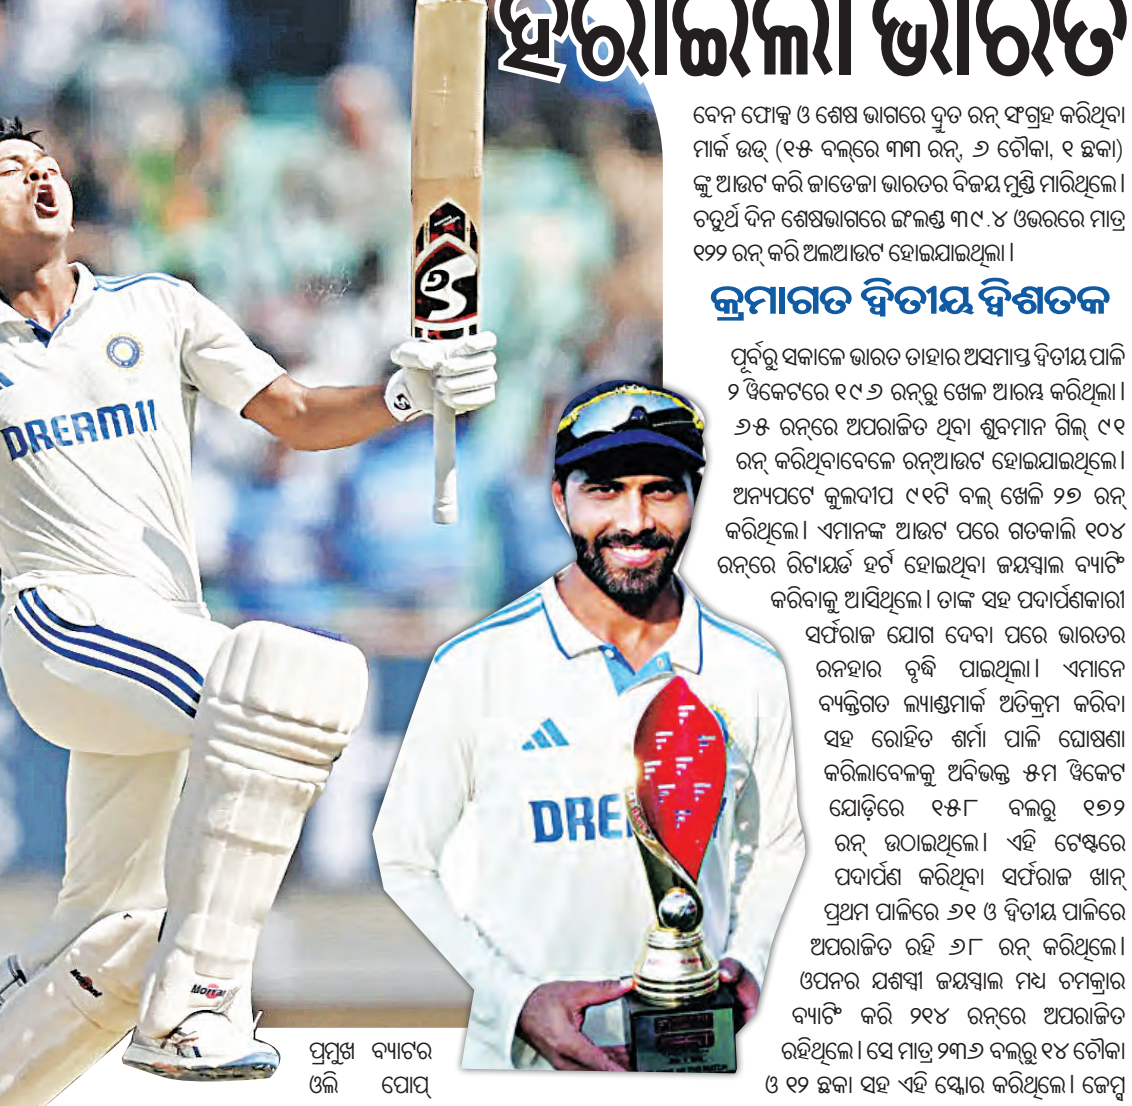 ହରାଇଲା ଭାରତ
ବେନ ଫୋକ୍ସ ଓ ଶେଷ ଭାଗରେ ଦ୍ରୁତ ରନ୍ ସଂଗ୍ରହ କରିଥିବା
ମାର୍କ ଉଡ୍ (୧୫ ବଲ୍‌ରେ ୩୩ ରନ୍, ୬ ଚୌକା, ୧ ଛକା)
ଙ୍କୁ ଆଉଟ କରି ଜାଡେଜା ଭାରତର ବିଜୟ ମୁଣ୍ଡି ମାରିଥିଲେ।
ଚତୁର୍ଥ ଦିନ ଶେଷଭାଗରେ ଇଂଲଣ୍ଡ ୩୯.୪ ଓଭରରେ ମାତ୍ର
୧୨୨ ରନ୍ କରି ଅଲଆଉଟ ହୋଇଯାଇଥିଲା।
କ୍ରମାଗତ ଦ୍ୱିତୀୟ ଦ୍ୱିଶତକ
ପୂର୍ବରୁ ସକାଳେ ଭାରତ ତାହାର ଅସମାପ୍ତ ଦ୍ୱିତୀୟ ପାଳି
୨ ୱିକେଟରେ ୧୯୬ ରନ୍‌ରୁ ଖେଳ ଆରମ୍ଭ କରିଥିଲା।
୬୫ ରନ୍‌ରେ ଅପରାଜିତ ଥିବା ଶୁବମାନ ଗିଲ୍ ୯୧
ରନ୍ କରିଥିବାବେଳେ ରନ୍‌ଆଉଟ ହୋଇଯାଇଥିଲେ।
ଅନ୍ୟପଟେ କୁଲଦୀପ ୯୧ଟି ବଲ୍ ଖେଳି ୨୭ ରନ୍
କରିଥିଲେ। ଏମାନଙ୍କ ଆଉଟ ପରେ ଗତକାଲି ୧୦୪
ରନ୍‌ରେ ରିଟାୟର୍ଡ ହର୍ଟ ହୋଇଥିବା ଜୟସ୍ୱାଲ ବ୍ୟାଟିଂ
କରିବାକୁ ଆସିଥିଲେ। ତାଙ୍କ ସହ ପଦାର୍ପଣକାରୀ
ସର୍ଫରାଜ ଯୋଗ ଦେବା ପରେ ଭାରତର
ରନହାର ବୃଦ୍ଧି ପାଇଥିଲା। ଏମାନେ
ବ୍ୟକ୍ତିଗତ ଲ୍ୟାଣ୍ଡମାର୍କ ଅତିକ୍ରମ କରିବା
ସହ ରୋହିତ ଶର୍ମା ପାଳି ଘୋଷଣା
କରିଲାବେଳକୁ ଅବିଭକ୍ତ ୫ମ ୱିକେଟ
ଯୋଡ଼ିରେ ୧୫୮ ବଲରୁ ୧୭୨
ରନ୍ ଉଠାଇଥିଲେ। ଏହି ଟେଷ୍ଟରେ
ପଦାର୍ପଣ କରିଥିବା ସର୍ଫରାଜ ଖାନ୍
ପ୍ରଥମ ପାଳିରେ ୬୧ ଓ ଦ୍ୱିତୀୟ ପାଳିରେ
ଅପରାଜିତ ରହି ୬୮ ରନ୍ କରିଥିଲେ।
ଓପନର ଯଶସ୍ୱୀ ଜୟସ୍ୱାଲ ମଧ୍ୟ ଚମତ୍କାର
ବ୍ୟାଟିଂ କରି ୨୧୪ ରନ୍‌ରେ ଅପରାଜିତ
ରହିଥିଲେ। ସେ ମାତ୍ର ୨୩୬ ବଲ୍‌ରୁ ୧୪ ଚୌକା
ଓ ୧୨ ଛକା ସହ ଏହି ସ୍କୋର କରିଥିଲେ। ଜେମ୍ସ
ପ୍ରମୁଖ ବ୍ୟାଟର
ଓଲି ପୋପ୍
DREAM11
DRE
Morrant
Morrant